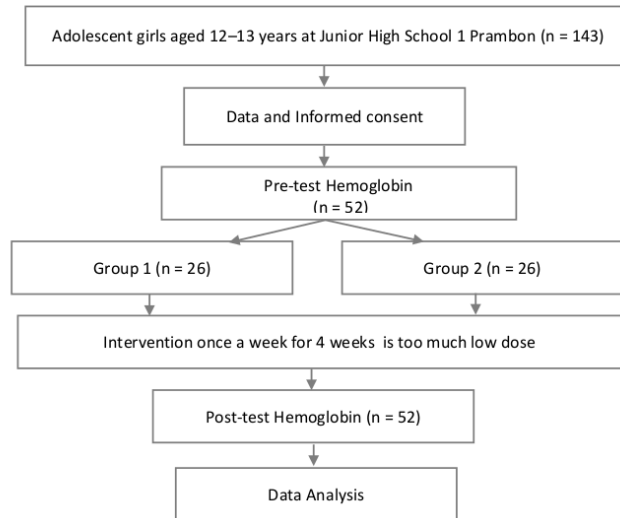 Adolescent girls aged 12–13 years at Junior High School 1 Prambon (n = 143)
Data and Informed consent
Pre-test Hemoglobin
(n = 52)
Group 1 (n = 26)
Group 2 (n = 26)
Intervention once a week for 4 weeks is too much low dose
Post-test Hemoglobin (n = 52)
Data Analysis